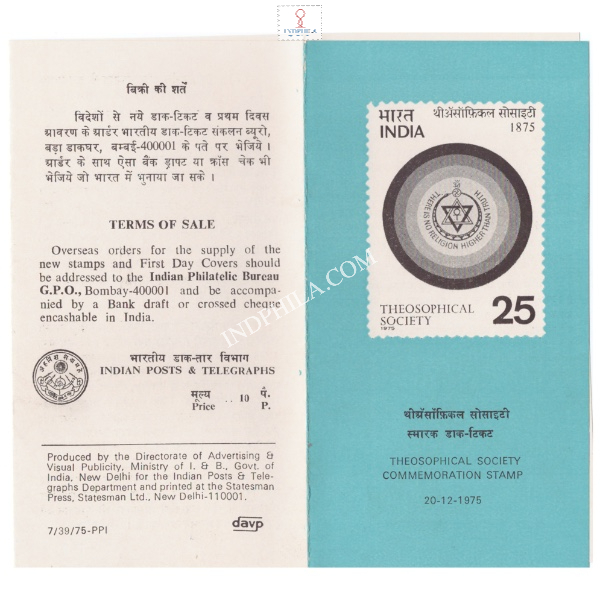 INDPHILA
बिक्री की शर्तें
विदेशों से नये डाक-टिकट व प्रथम दिवस
आवरण के आर्डर भारतीय डाक-टिकट संकलन ब्यूरो,
बड़ा डाकघर, बम्बई-400001 के पते पर भेजिये ।
आर्डर के साथ ऐसा बैंक ड्राफ्ट या क्रॉस चेक भी
भेजिये जो भारत में भुनाया जा सके ।
TERMS OF SALE
Overseas orders for the supply of the
new stamps and First Day Covers should
be addressed to the Indian Philatelic Bureau
G.P.O., Bombay-400001 and be accompa-
nied by a Bank draft or crossed cheque
encashable in India.
भारतीय डाक-तार विभाग
INDIAN POSTS & TELEGRAPHS
मूल्य .. 10 पै.
Price P.
Produced by the Directorate of Advertising &
Visual Publicity, Ministry of I. & B., Govt. of
India, New Delhi for the Indian Posts & Tele-
graphs Department and printed at the Statesman
Press, Statesman Ltd., New Delhi-110001.
7/39/75-PPI
davp
भारत थीऑसॉफ़िकल सोसाइटी
INDIA 1875
THERE IS NO RELIGION HIGHER THAN TRUTH
THEOSOPHICAL
SOCIETY 25
1975
थीऑसॉफ़िकल सोसाइटी
स्मारक डाक-टिकट
THEOSOPHICAL SOCIETY
COMMEMORATION STAMP
20-12-1975
INDPHILA.COM